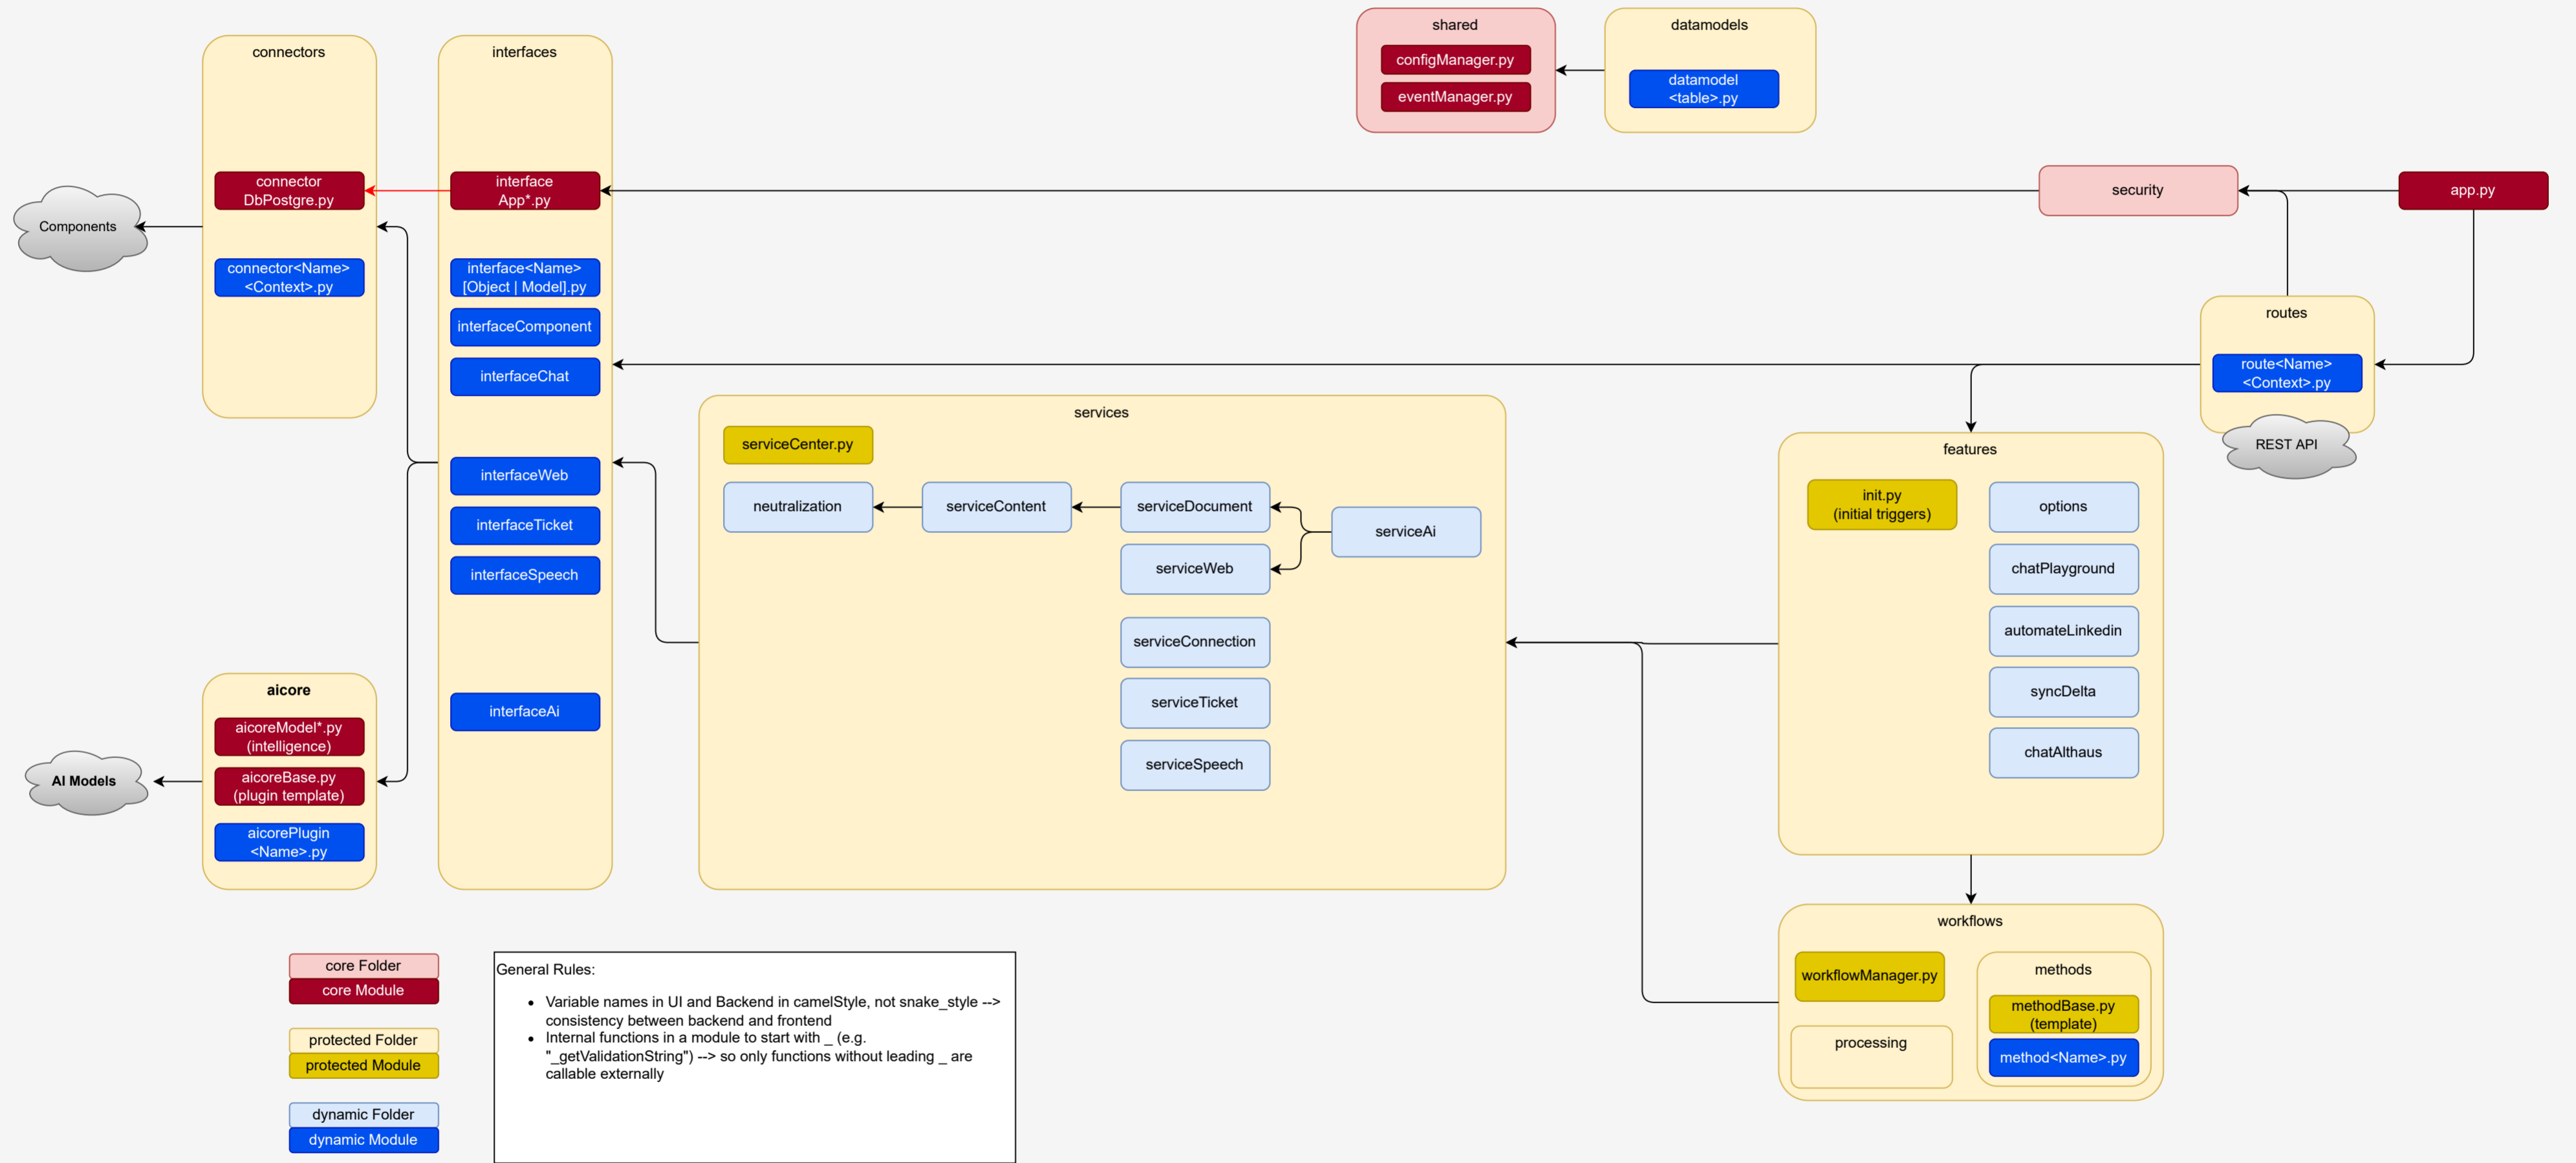 shared
configManager.py
eventManager.py
datamodels
datamodel
<table>.py
connectors
connector
DbPostgre.py
connector<Name>
<Context>.py
Components
interfaces
interface
App*.py
interface<Name>
[Object | Model].py
interfaceComponent
interfaceChat
interfaceWeb
interfaceTicket
interfaceSpeech
interfaceAi
security
app.py
routes
route<Name>
<Context>.py
REST API
services
serviceCenter.py
neutralization
serviceContent
serviceDocument
serviceAi
serviceWeb
serviceConnection
serviceTicket
serviceSpeech
features
init.py
(initial triggers)
options
chatPlayground
automateLinkedin
syncDelta
chatAlthaus
aicore
aicoreModel*.py
(intelligence)
aicoreBase.py
(plugin template)
aicorePlugin
<Name>.py
AI Models
workflows
workflowManager.py
processing
methods
methodBase.py
(template)
method<Name>.py
core Folder
core Module
protected Folder
protected Module
dynamic Folder
dynamic Module
General Rules:
• Variable names in UI and Backend in camelStyle, not snake_style -->
consistency between backend and frontend
• Internal functions in a module to start with _ (e.g.
"_getValidationString") --> so only functions without leading _ are
callable externally